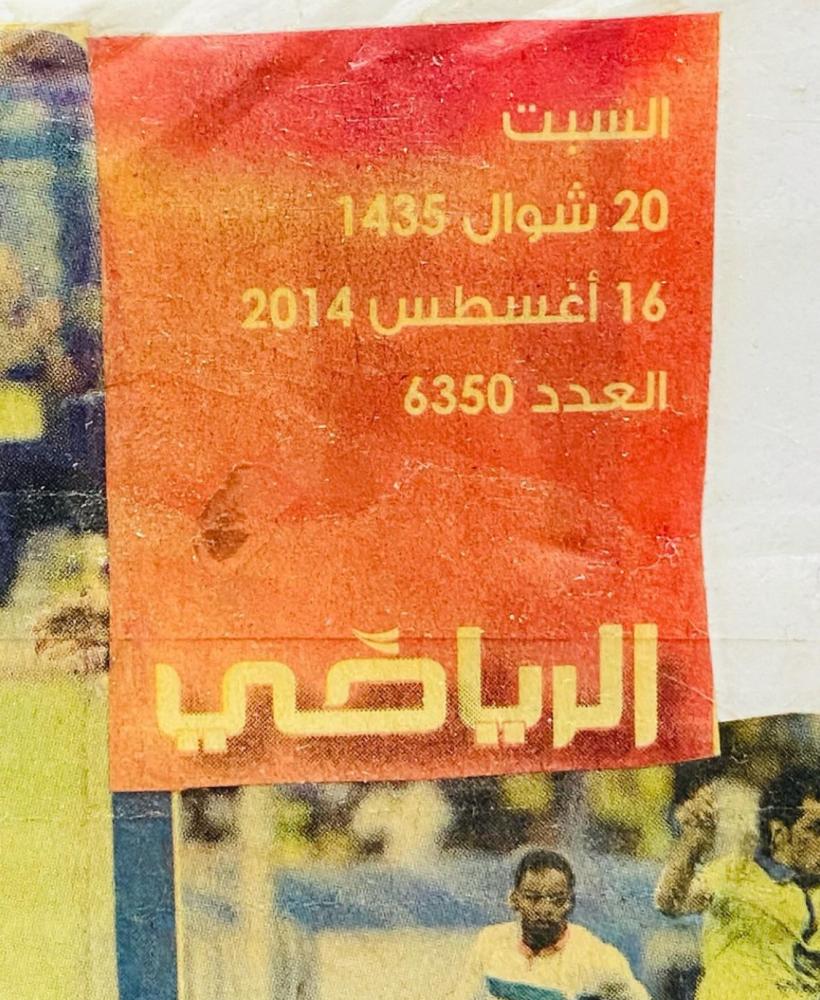 السبت
20 شوال 1435
16 أغسطس 2014
العدد 6350
الرياضي